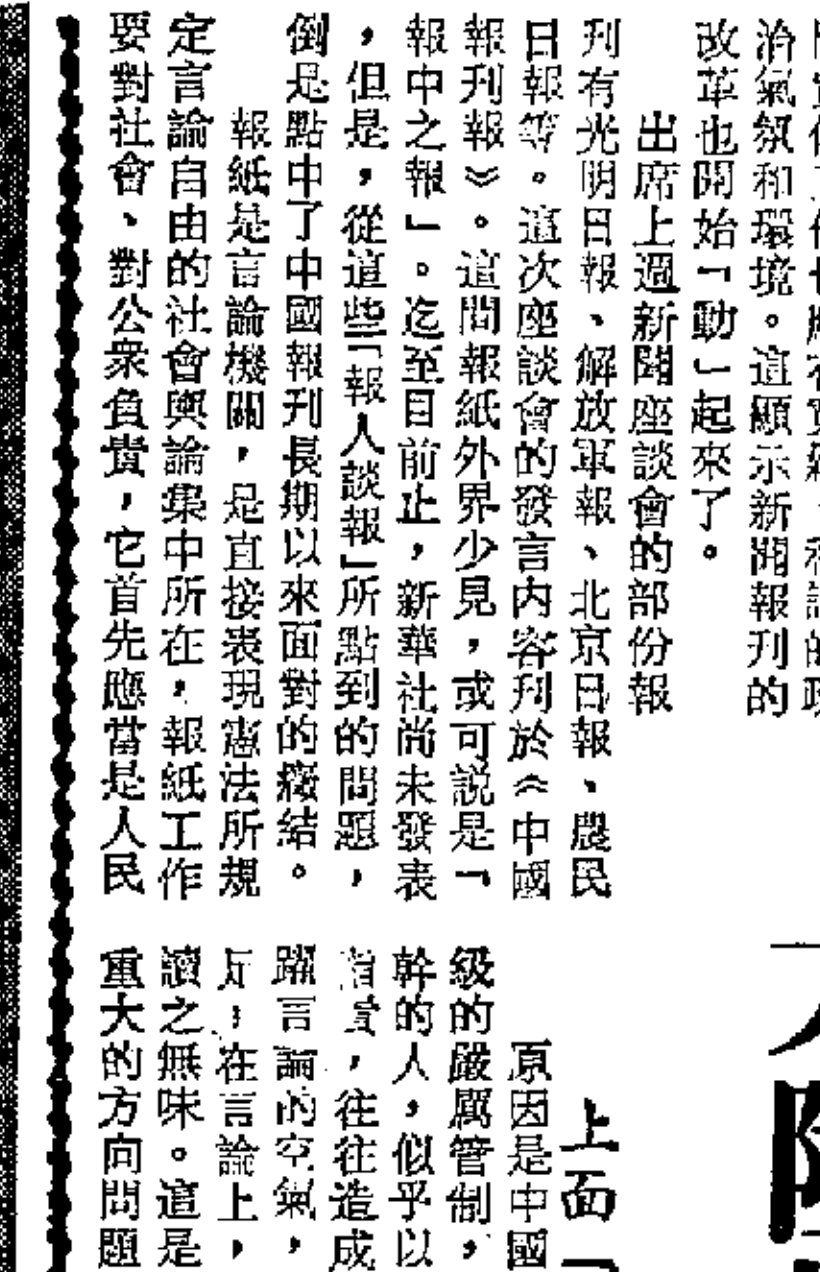 治氣氛和環境。這顯示新聞報刊的
改革也開始「動」起來了。
出席上週新聞座談會的部份報
刊有光明日報、解放軍報、北京日報、農民
日報等。這次座談會的發言內容刊於《中國
報刊報》。這間報紙外界少見,或可說是「
報中之報」。迄至目前止,新華社尚未發表
,但是,從這些「報人談報」所點到的問題,
倒是點中了中國報刊長期以來面對的癥結。
報紙是言論機關,是直接表現憲法所規
定言論自由的社會輿論集中所在,報紙工作
要對社會、對公衆負責,它首先應當是人民
上面「
原因是中國
級的嚴厲管制,
幹的人,似乎以
指責,往往造成
躍言論的空氣,
足,在言論上,
讀之無味。這是
重大的方向問題